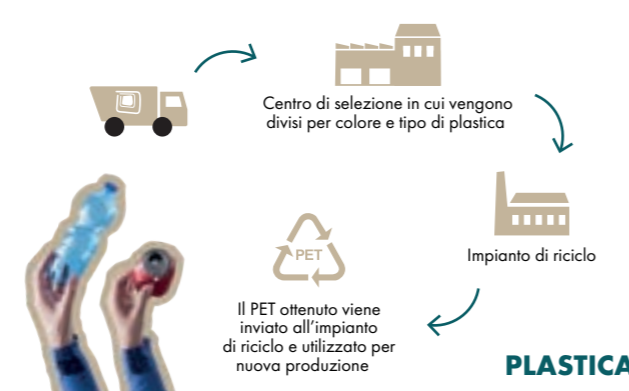 Centro di selezione in cui vengono
divisi per colore e tipo di plastica
Impianto di riciclo
PET
Il PET ottenuto viene
inviato all’impianto
di riciclo e utilizzato per
nuova produzione
PLASTICA